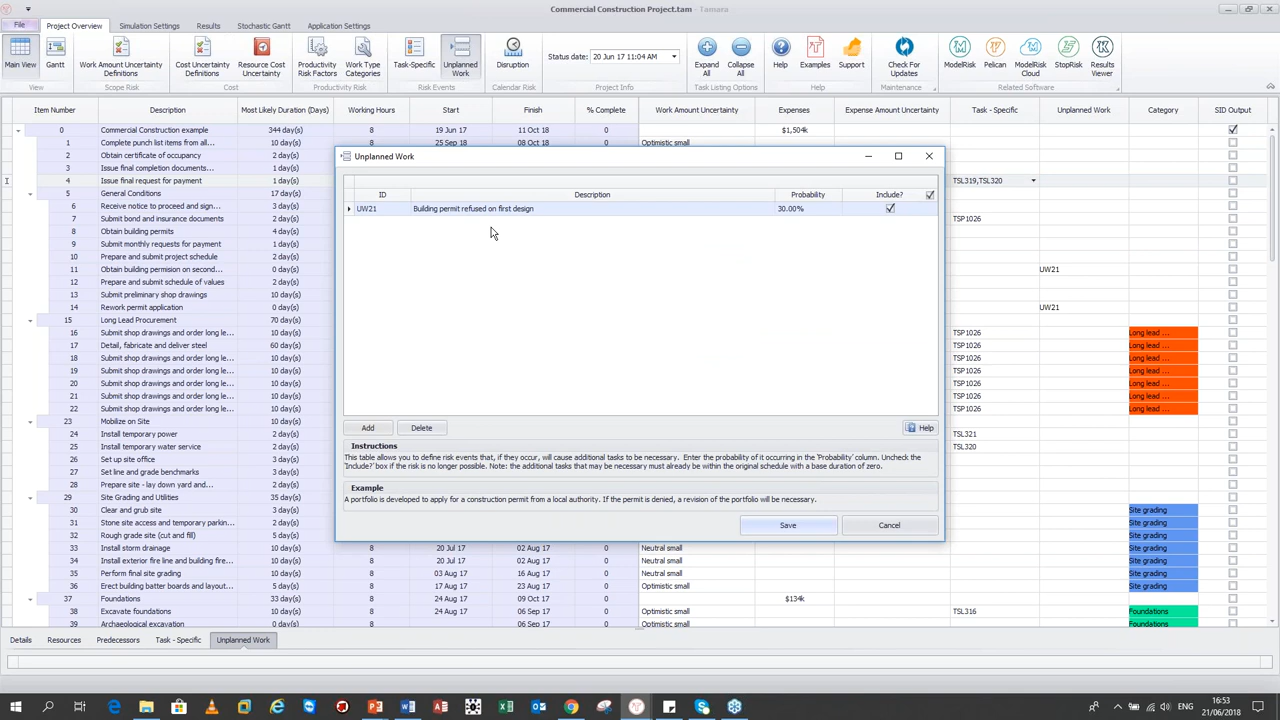 Commercial Construction Project.tam - Tamara
File Project Overview Simulation Settings Results Stochastic Gantt Application Settings
Main View Gantt Work Amount Uncertainty Definitions Cost Uncertainty Definitions Resource Cost Uncertainty Productivity Risk Factors Work Type Categories Task-Specific Unplanned Work Disruption Status date: 20 Jun 17 11:04 AM Expand All Collapse All Help Examples Support Check For Updates ModelRisk Pelican ModelRisk Cloud StopRisk Results Viewer
View Scope Risk Cost Productivity Risk Risk Events Calendar Risk Project Info Task Listing Options Help Maintenance Related Software
Item Number Description Most Likely Duration (Days) Working Hours Start Finish % Complete Work Amount Uncertainty Expenses Expense Amount Uncertainty Task - Specific Unplanned Work Category SID Output
0 Commercial Construction example 344 day(s) 8 19 Jun 17 11 Oct 18 0 $1,504k
1 Complete punch list items from all... 10 day(s) 8 25 Sep 18 08 Oct 18 0 Optimistic small
2 Obtain certificate of occupancy 2 day(s)
3 Issue final completion documents... 1 day(s)
4 Issue final request for payment 1 day(s) TSL319,TSL320
5 General Conditions 17 day(s)
6 Receive notice to proceed and sign... 3 day(s)
7 Submit bond and insurance documents 2 day(s) TSP1026
8 Obtain building permits 4 day(s)
9 Submit monthly requests for payment 2 day(s)
10 Prepare and submit project schedule 2 day(s)
11 Obtain building permision on second... 0 day(s) UW21
12 Prepare and submit schedule of values 2 day(s)
13 Submit preliminary shop drawings 10 day(s)
14 Rework permit application 0 day(s) UW21
15 Long Lead Procurement 70 day(s)
16 Submit shop drawings and order long le... 10 day(s) TSP1026 Long lead ...
17 Detail, fabricate and deliver steel 60 day(s) TSP1026 Long lead ...
18 Submit shop drawings and order long le... 10 day(s) TSP1026 Long lead ...
19 Submit shop drawings and order long le... 10 day(s) TSP1026 Long lead ...
20 Submit shop drawings and order long le... 10 day(s) TSP1026 Long lead ...
21 Submit shop drawings and order long le... 10 day(s) TSP1026 Long lead ...
22 Submit shop drawings and order long le... 10 day(s) TSP1026 Long lead ...
23 Mobilize on Site 10 day(s)
24 Install temporary power 2 day(s) TSL321
25 Install temporary water service 2 day(s) TSL320
26 Set up site office 3 day(s)
27 Set line and grade benchmarks 3 day(s)
28 Prepare site - lay down yard and... 2 day(s)
29 Site Grading and Utilities 35 day(s)
30 Clear and grub site 3 day(s) Site grading
31 Stone site access and temporary parkin... 2 day(s) Site grading
32 Rough grade site (cut and fill) 5 day(s) Site grading
33 Install storm drainage 10 day(s) 8 20 Jul 17 02 Aug 17 0 Neutral small Site grading
34 Install exterior fire line and building fire... 10 day(s) 8 20 Jul 17 02 Aug 17 0 Neutral small Site grading
35 Perform final site grading 10 day(s) 8 03 Aug 17 16 Aug 17 0 Neutral small Site grading
36 Erect building batter boards and layout... 5 day(s) 8 17 Aug 17 23 Aug 17 0 Optimistic small Site grading
37 Foundations 33 day(s) 8 24 Aug 17 09 Oct 17 0 $134k
38 Excavate foundations 10 day(s) 8 24 Aug 17 06 Sep 17 0 Optimistic small TSL316 Foundations
39 Archaeological excavation 0 day(s) 8 Optimistic small Foundations
Unplanned Work
ID Description Probability Include?
UW21 Building permit refused on first design 30.00%
Add Delete Help
Instructions
This table allows you to define risk events that, if they occur, will cause additional tasks to be necessary. Enter the probability of it occurring in the 'Probability' column. Uncheck the
'Include?' box if the risk is no longer possible. Note: the additional tasks that may be necessary must already be within the original schedule with a base duration of zero.
Example
A portfolio is developed to apply for a construction permit from a local authority. If the permit is denied, a revision of the portfolio will be necessary.
Save Cancel
Details Resources Predecessors Task - Specific Unplanned Work
ENG 16:53
21/06/2018